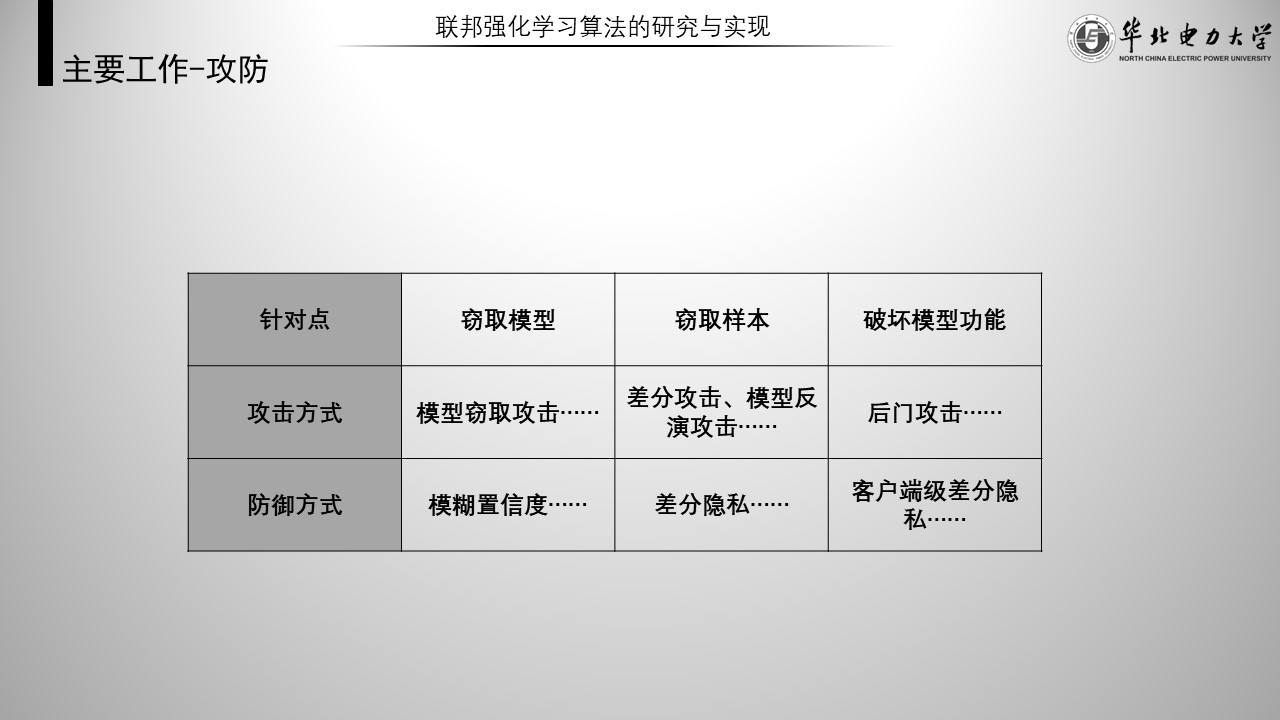 联邦强化学习算法的研究与实现
华北电力大学
NORTH CHINA ELECTRIC POWER UNIVERSITY
主要工作-攻防
针对点
窃取模型
窃取样本
破坏模型功能
攻击方式
模型窃取攻击……
差分攻击、模型反
演攻击……
后门攻击……
防御方式
模糊置信度……
差分隐私……
客户端级差分隐
私……